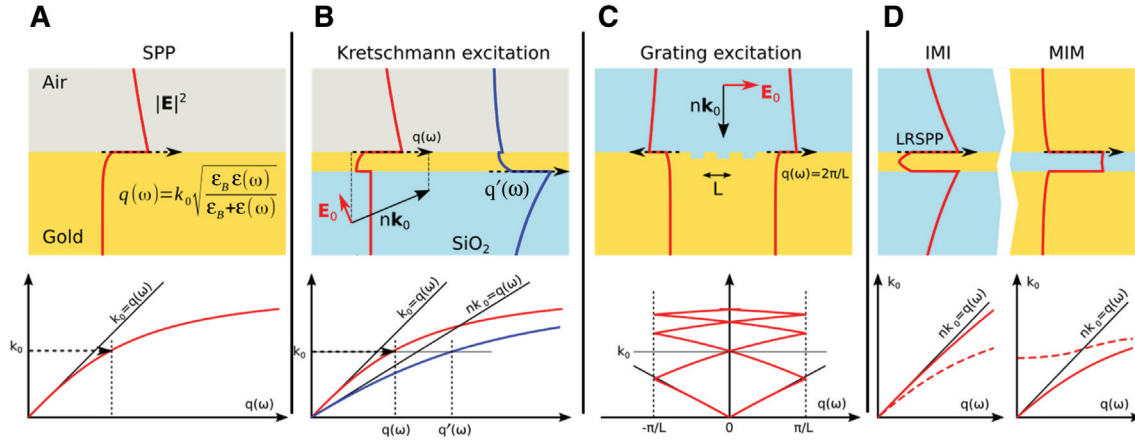 A
B
C
D
SPP
Kretschmann excitation
Grating excitation
IMI
MIM
Air
|E|²
q(ω)=k₀√(ε_B ε(ω)/(ε_B+ε(ω)))
Gold
q(ω)
E₀
nk₀
q′(ω)
SiO₂
E₀
nk₀
L
q(ω)=2π/L
LRSPP
k₀=q(ω)
k₀
q(ω)
k₀=q(ω)
nk₀=q(ω)
k₀
q(ω)
q(ω)
q′(ω)
k₀
q(ω)
-π/L
0
π/L
k₀
nk₀=q(ω)
q(ω)
k₀
nk₀=q(ω)
q(ω)